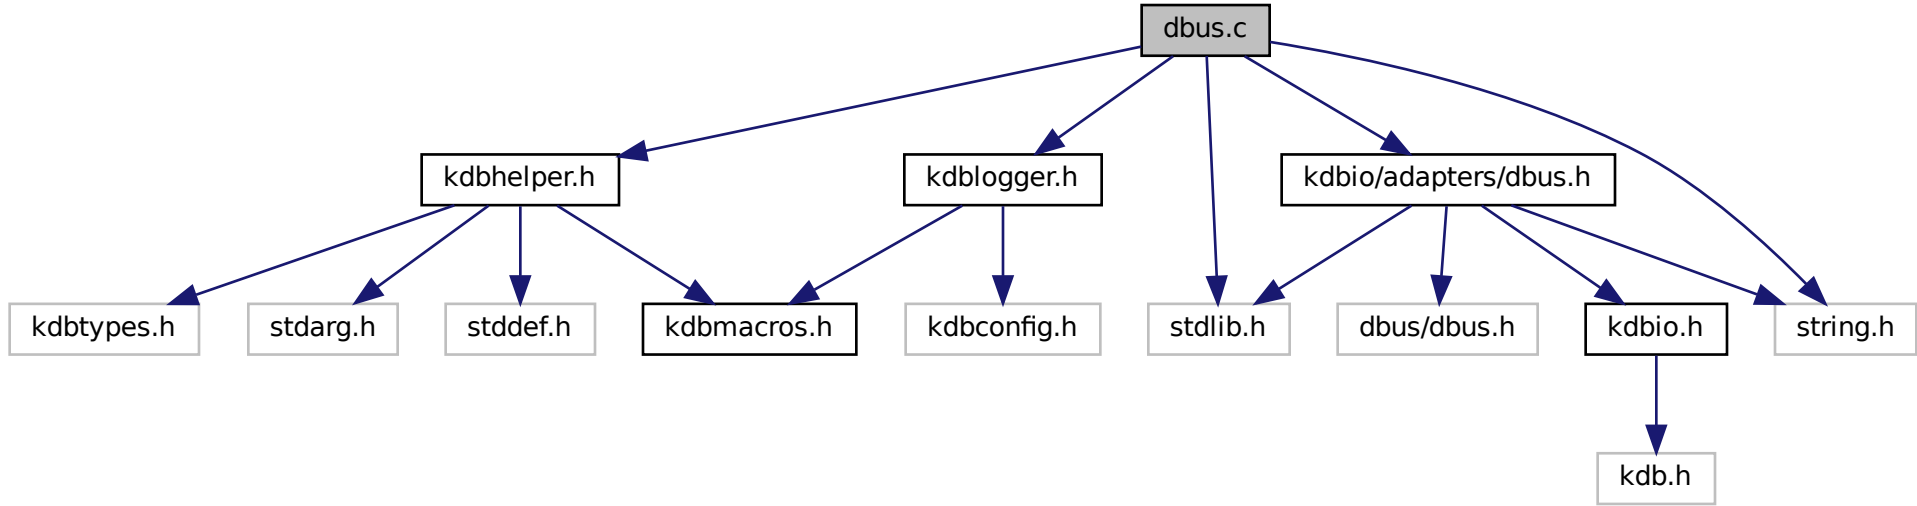 dbus.c
kdbhelper.h
kdblogger.h
kdbio/adapters/dbus.h
kdbtypes.h
stdarg.h
stddef.h
kdbmacros.h
kdbconfig.h
stdlib.h
dbus/dbus.h
kdbio.h
string.h
kdb.h